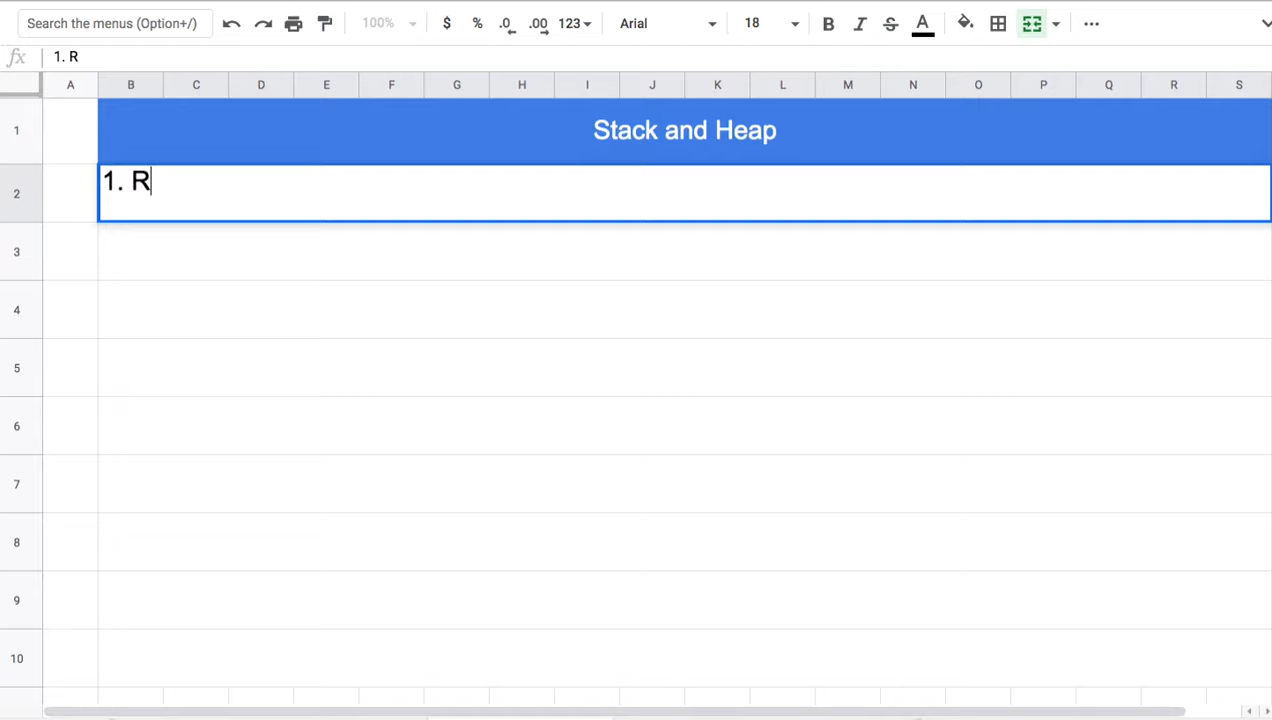 Search the menus (Option+/) 100% $ % .0 .00 123 Arial 18 B I S A ...
fx 1. R
A B C D E F G H I J K L M N O P Q R S
1 Stack and Heap
2 1. R
3
4
5
6
7
8
9
10